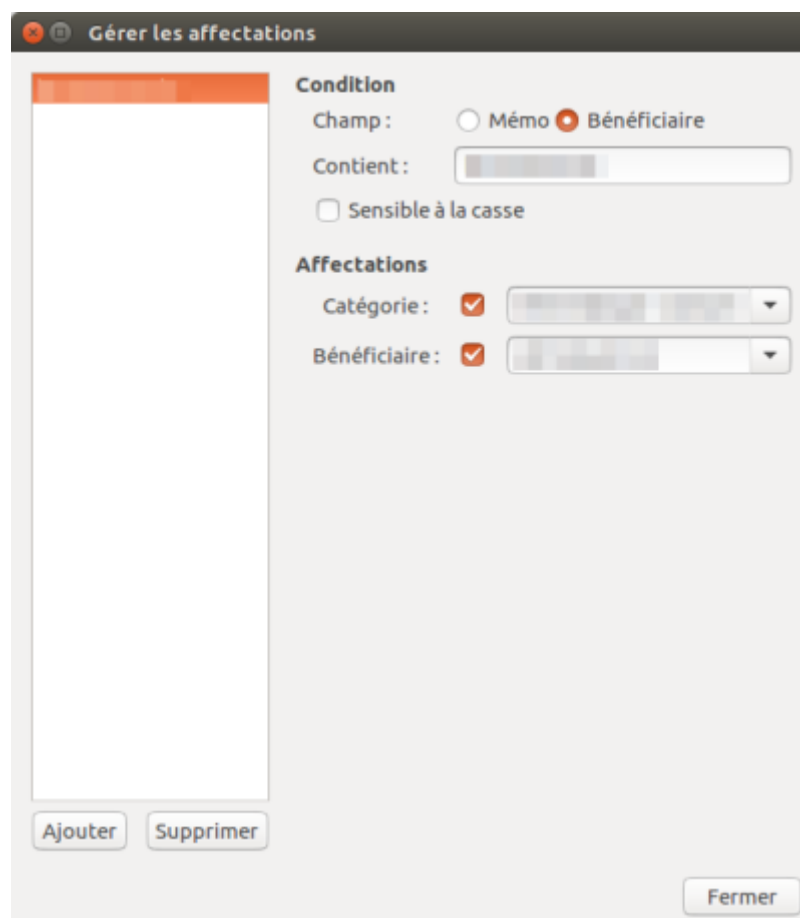 Gérer les affectations
Condition
Champ : Mémo Bénéficiaire
Contient :
Sensible à la casse
Affectations
Catégorie :
Bénéficiaire :
Ajouter Supprimer
Fermer